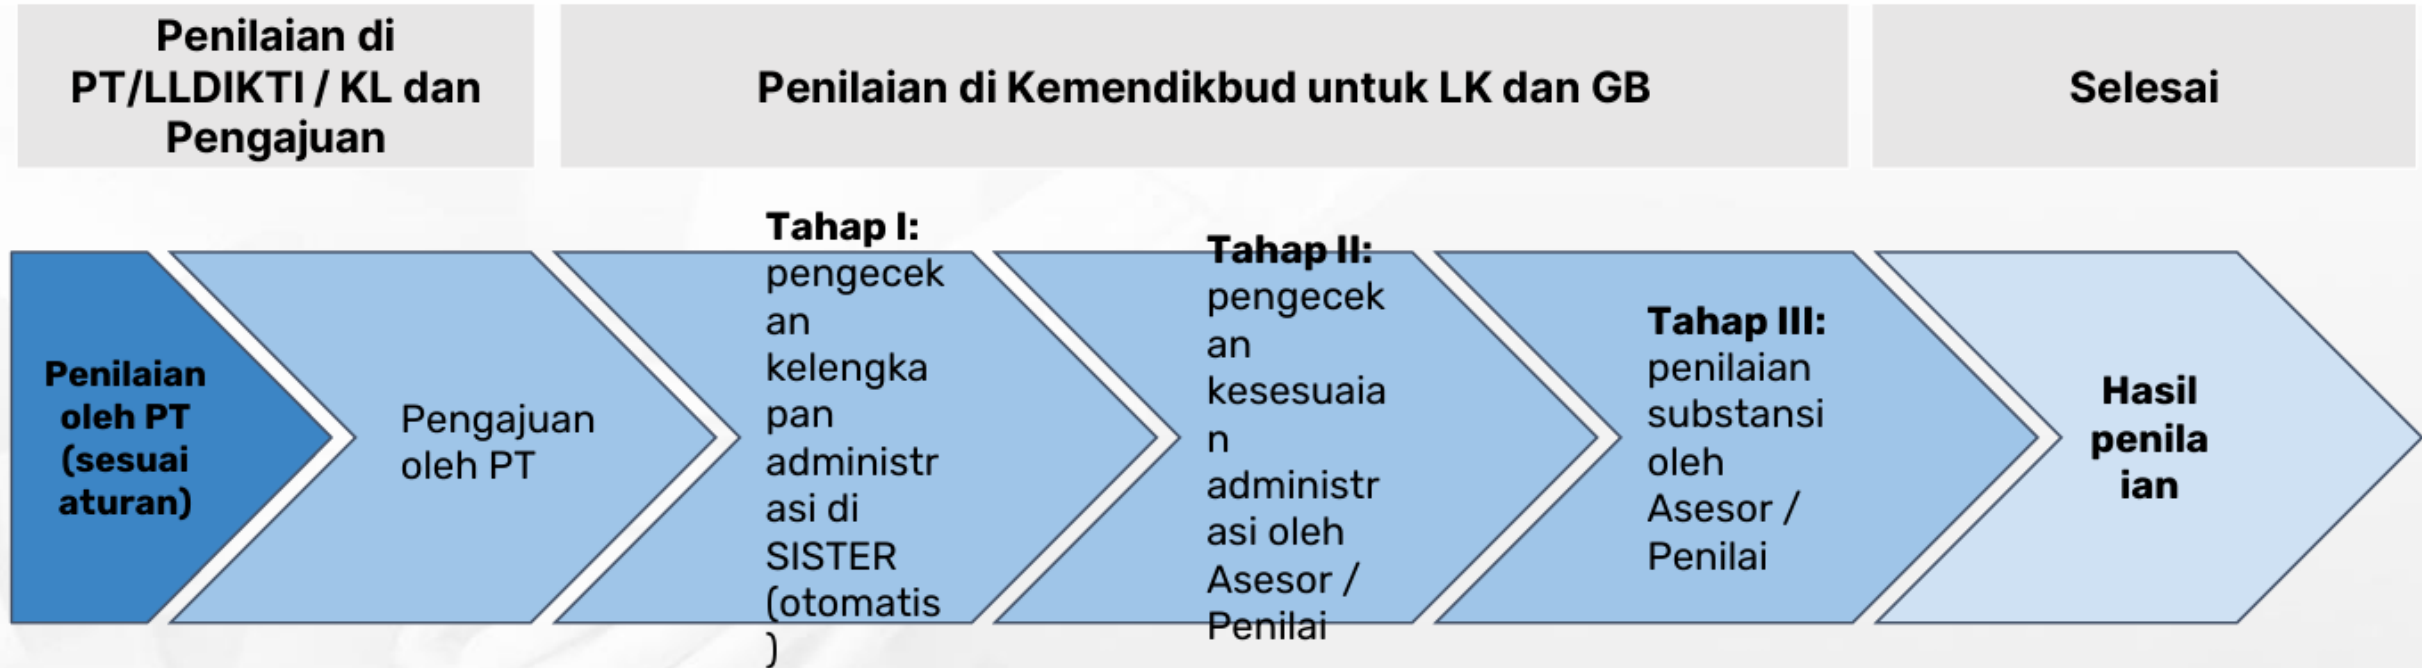 Penilaian di
PT/LLDIKTI / KL dan
Pengajuan
Penilaian di Kemendikbud untuk LK dan GB
Selesai
Penilaian
oleh PT
(sesuai
aturan)
Pengajuan
oleh PT
Tahap I:
pengecek
an
kelengka
pan
administr
asi di
SISTER
(otomatis
)
Tahap II:
pengecek
an
kesesuaia
n
administr
asi oleh
Asesor /
Penilai
Tahap III:
penilaian
substansi
oleh
Asesor /
Penilai
Hasil
penila
ian